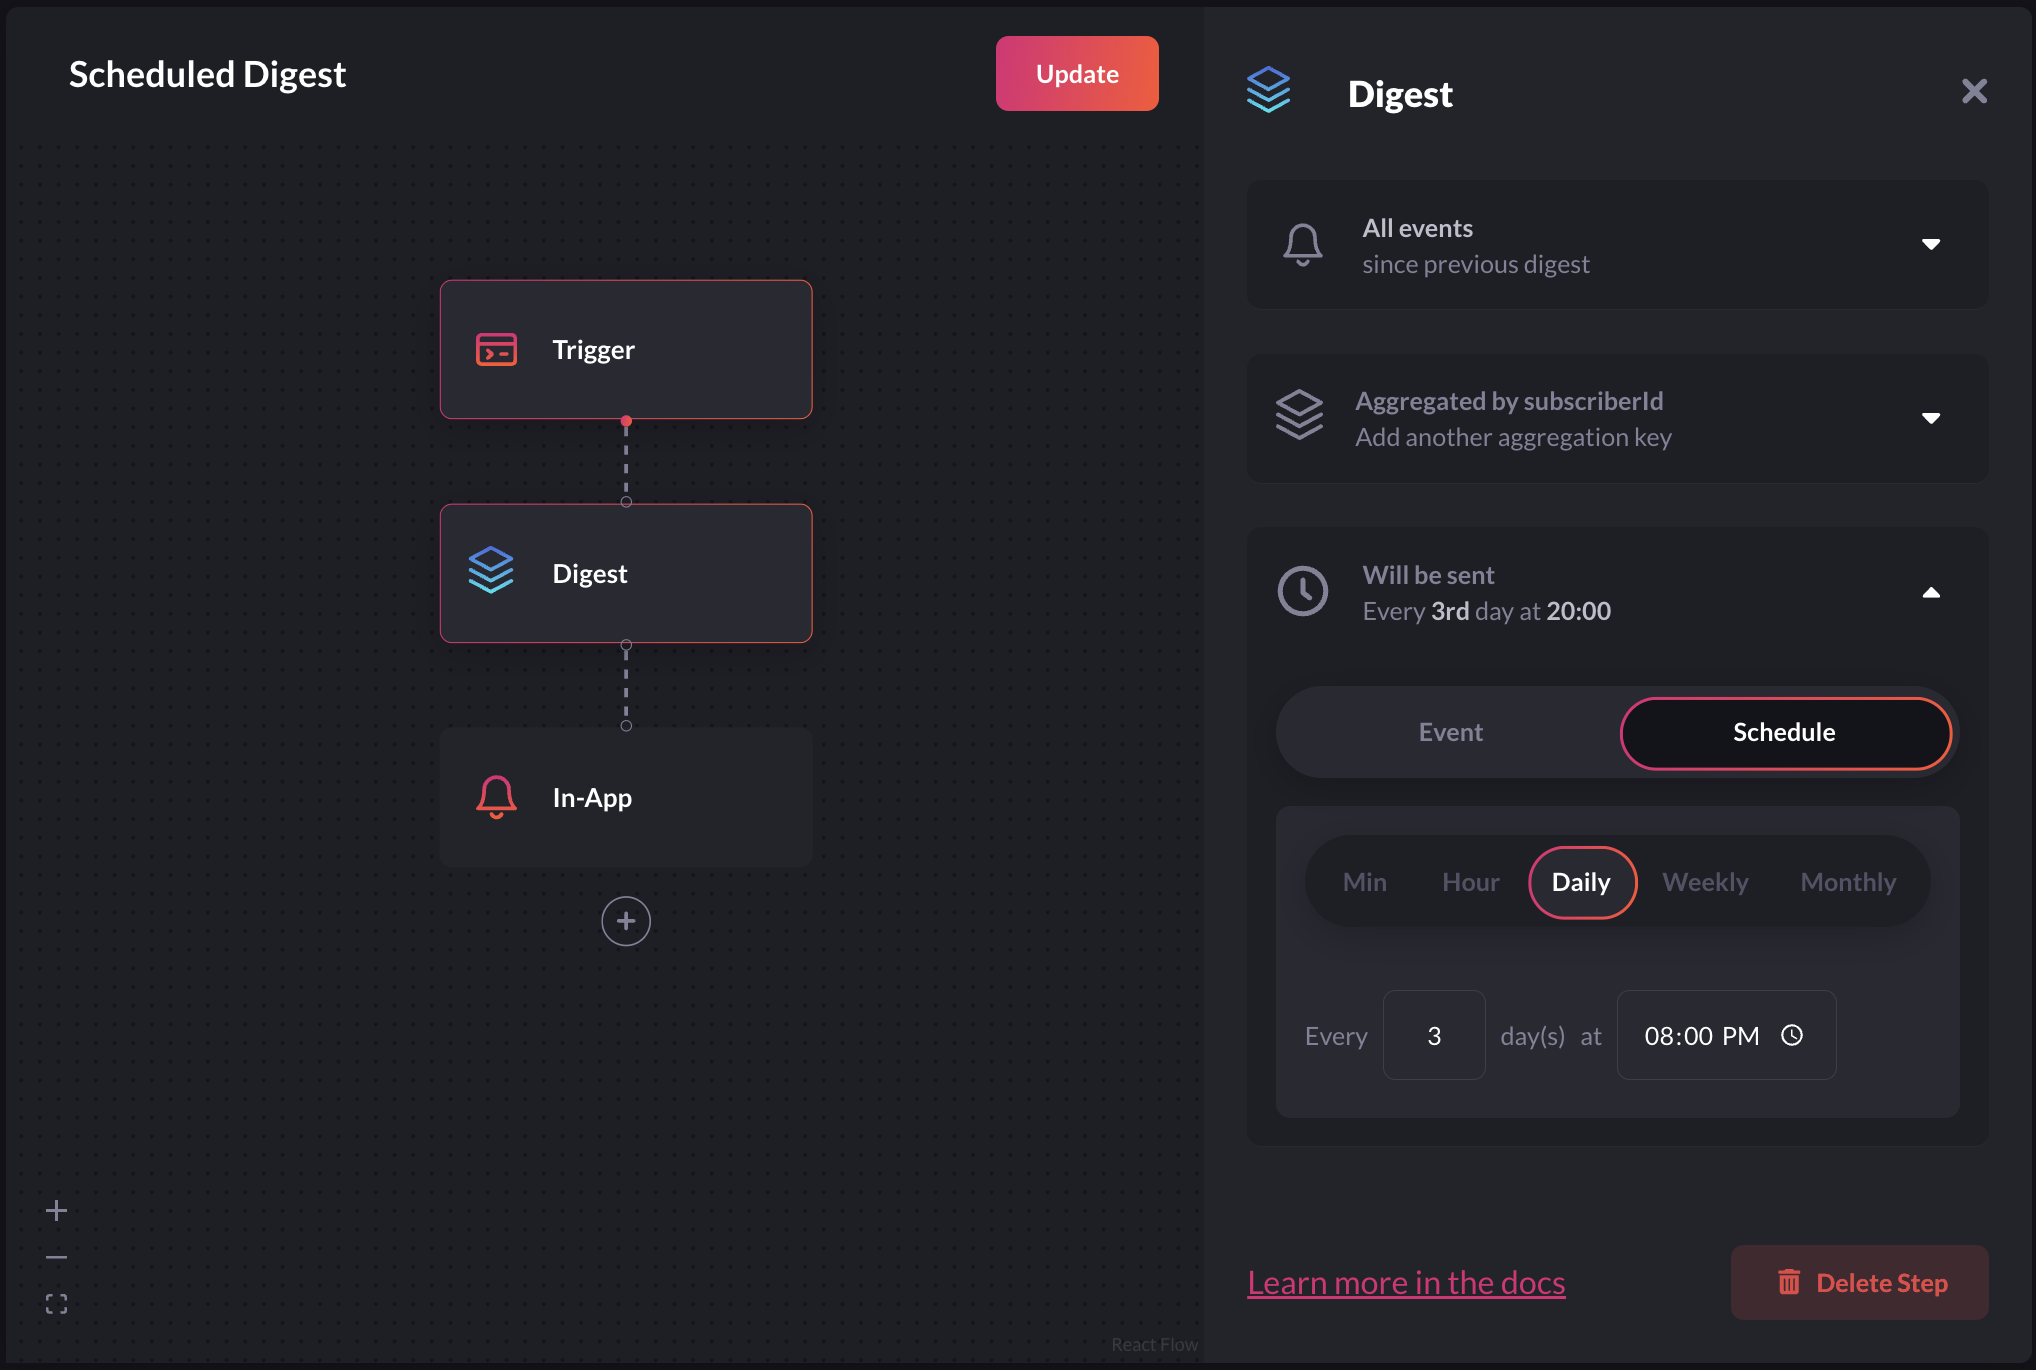 Scheduled Digest
Update
Trigger
Digest
In-App
React Flow
Digest
All events
since previous digest
Aggregated by subscriberId
Add another aggregation key
Will be sent
Every 3rd day at 20:00
Event Schedule
Min Hour Daily Weekly Monthly
Every 3 day(s) at 08:00 PM
Learn more in the docs
Delete Step